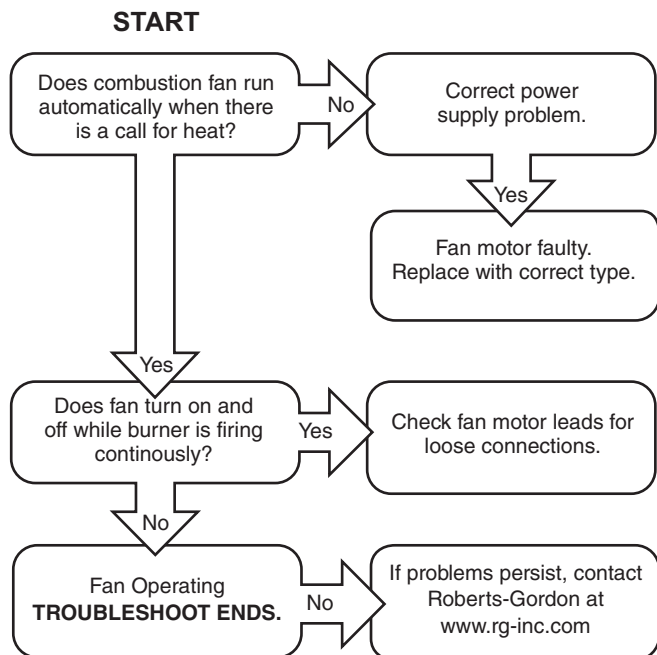 START
Does combustion fan run
automatically when there
is a call for heat?
No
Correct power
supply problem.
Yes
Fan motor faulty.
Replace with correct type.
Yes
Does fan turn on and
off while burner is firing
continously?
Yes
Check fan motor leads for
loose connections.
No
Fan Operating
TROUBLESHOOT ENDS.
No
If problems persist, contact
Roberts-Gordon at
www.rg-inc.com